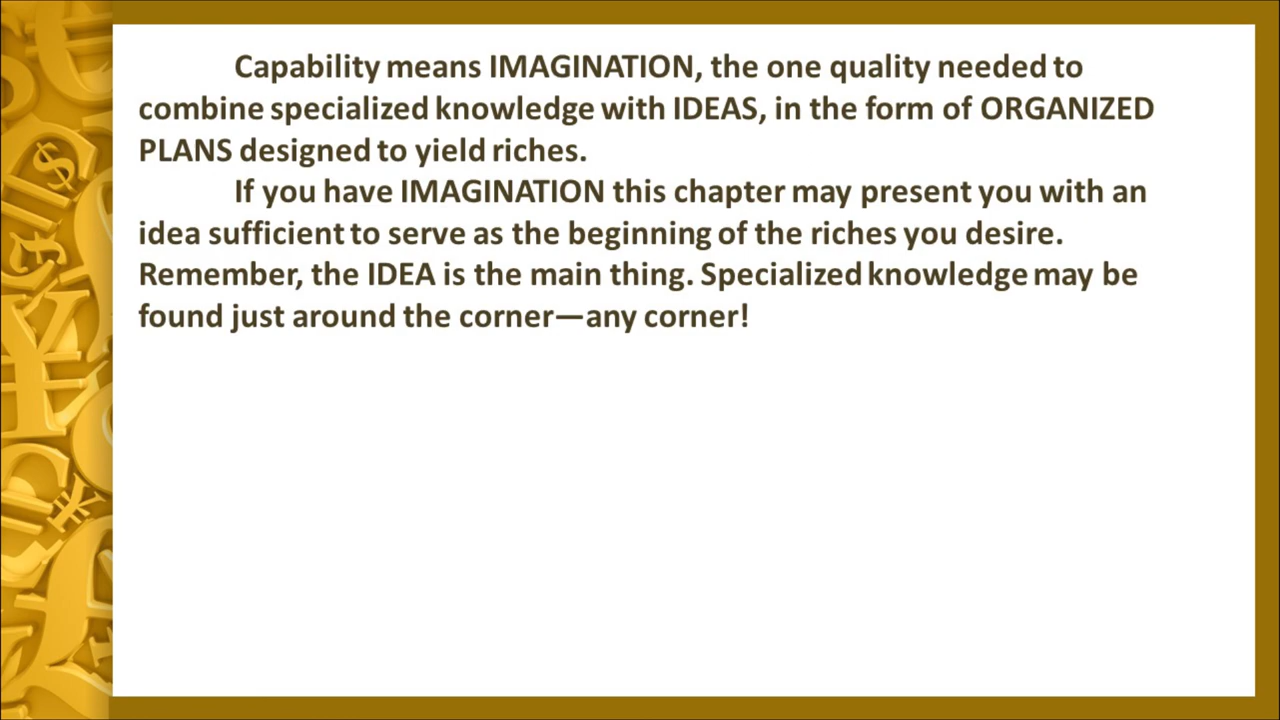 Capability means IMAGINATION, the one quality needed to
combine specialized knowledge with IDEAS, in the form of ORGANIZED
PLANS designed to yield riches.
If you have IMAGINATION this chapter may present you with an
idea sufficient to serve as the beginning of the riches you desire.
Remember, the IDEA is the main thing. Specialized knowledge may be
found just around the corner—any corner!